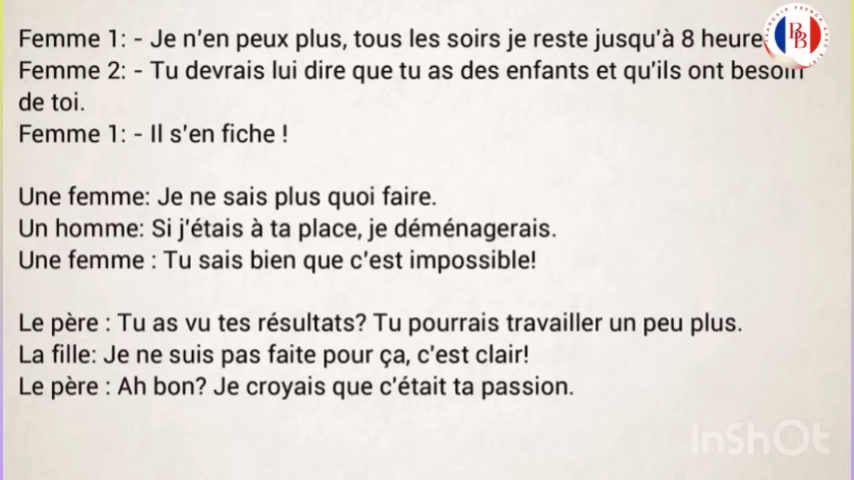 Femme 1: - Je n'en peux plus, tous les soirs je reste jusqu'à 8 heure
Femme 2: - Tu devrais lui dire que tu as des enfants et qu'ils ont besoin
de toi.
Femme 1: - Il s'en fiche !
Une femme: Je ne sais plus quoi faire.
Un homme: Si j'étais à ta place, je déménagerais.
Une femme : Tu sais bien que c'est impossible!
Le père : Tu as vu tes résultats? Tu pourrais travailler un peu plus.
La fille: Je ne suis pas faite pour ça, c'est clair!
Le père : Ah bon? Je croyais que c'était ta passion.
InShOt